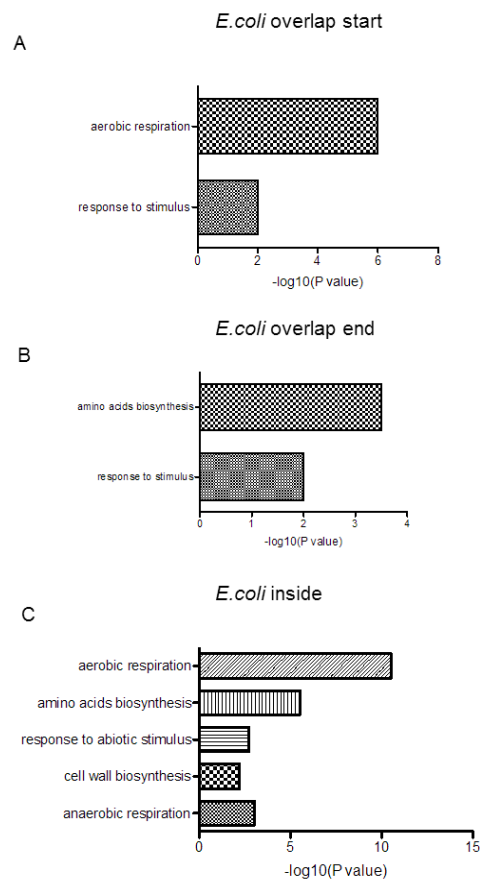 E.coli overlap start
A
aerobic respiration
response to stimulus
0 2 4 6 8
-log10(P value)
E.coli overlap end
B
amino acids biosynthesis
response to stimulus
0 1 2 3 4
-log10(P value)
E.coli inside
C
aerobic respiration
amino acids biosynthesis
response to abiotic stimulus
cell wall biosynthesis
anaerobic respiration
0 5 10 15
-log10(P value)